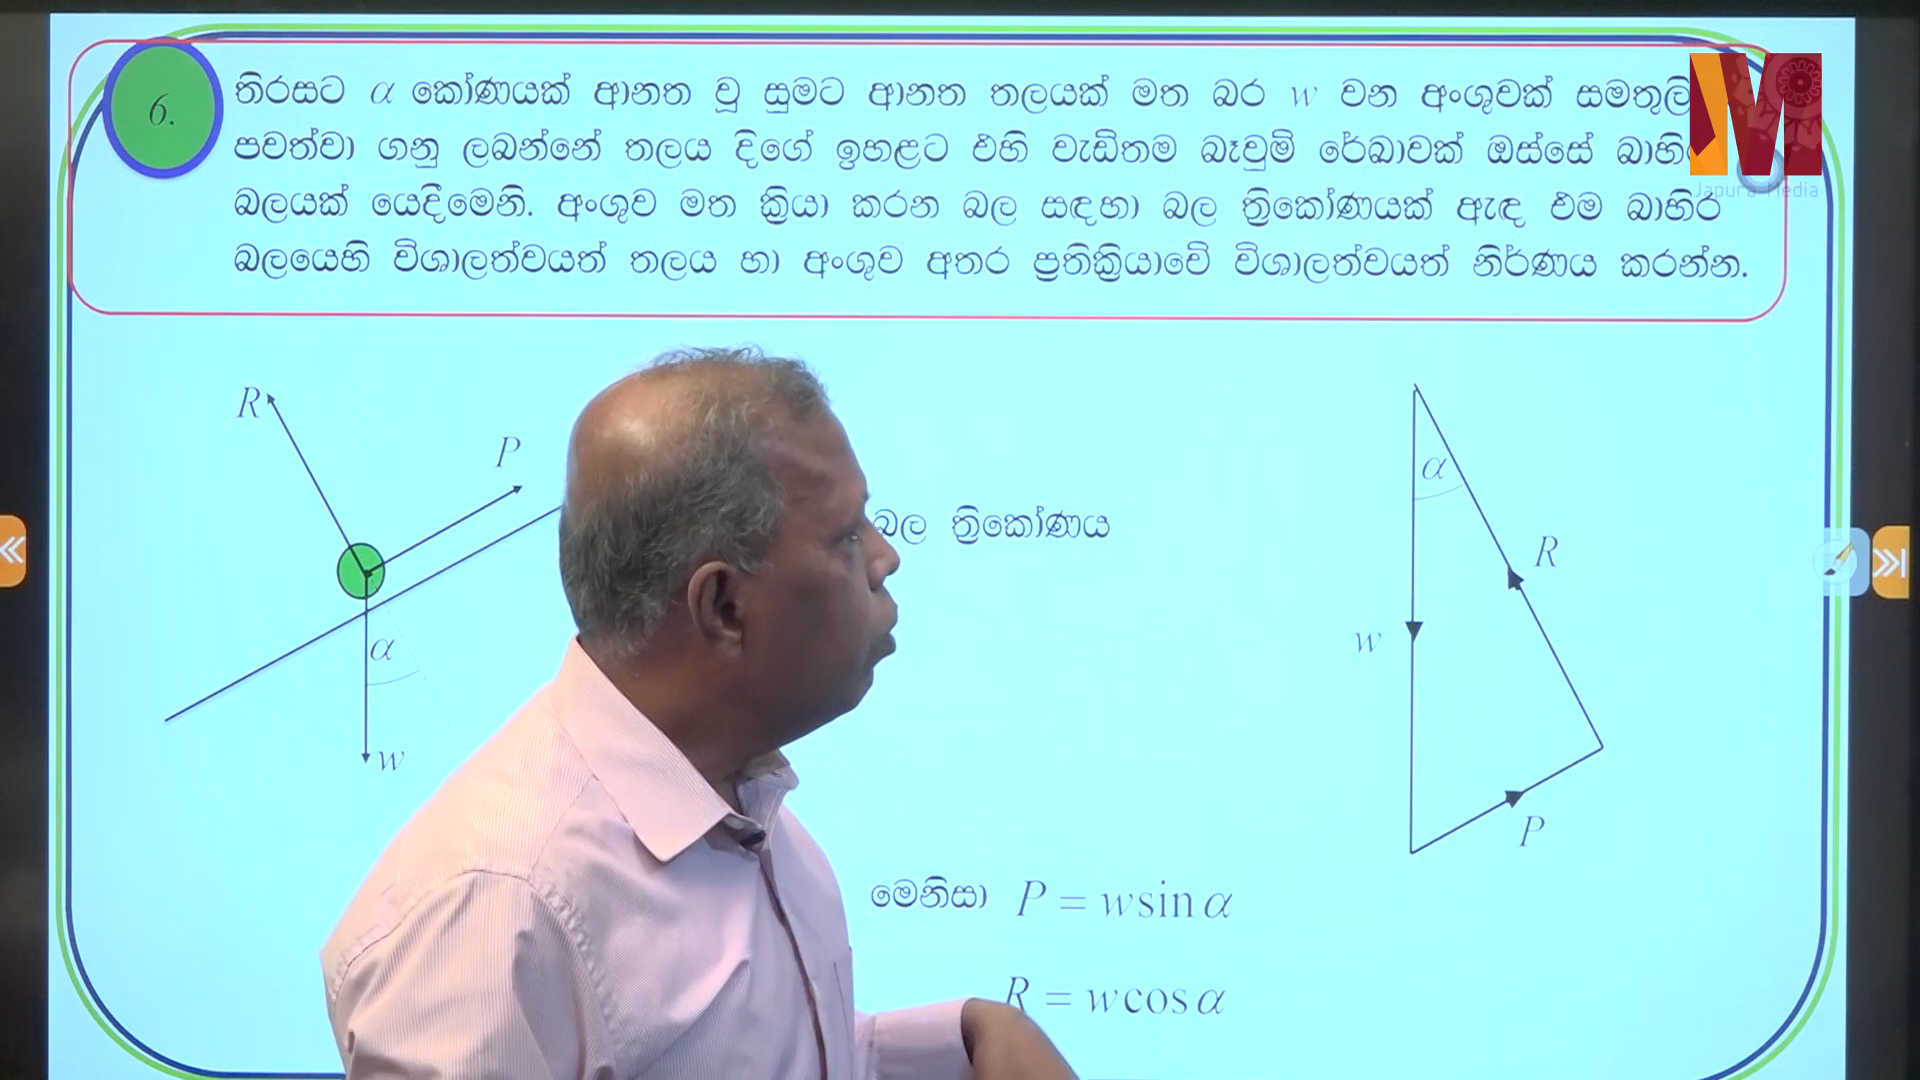 6.
තිරසට α කෝණයක් ආනත වූ සුමට ආනත තලයක් මත බර w වන අංශුවක්
පවත්වා ගනු ලබන්නේ තලය දිගේ ඉහළට එහි වැඩිතම බෑවුම් රේඛාවක් ඔස්සේ
බලයක් යෙදීමෙනි. අංශුව මත ක්‍රියා කරන බල සඳහා බල ත්‍රිකෝණයක් ඇඳ එම බාහිර
බලයෙහි විශාලත්වයත් තලය හා අංශුව අතර ප්‍රතික්‍රියාවේ විශාලත්වයත් නිර්ණය කරන්න.
M
Japura Media
R
P
α
w
බල ත්‍රිකෝණය
α
R
w
P
මෙනිසා P = w sin α
R = w cos α